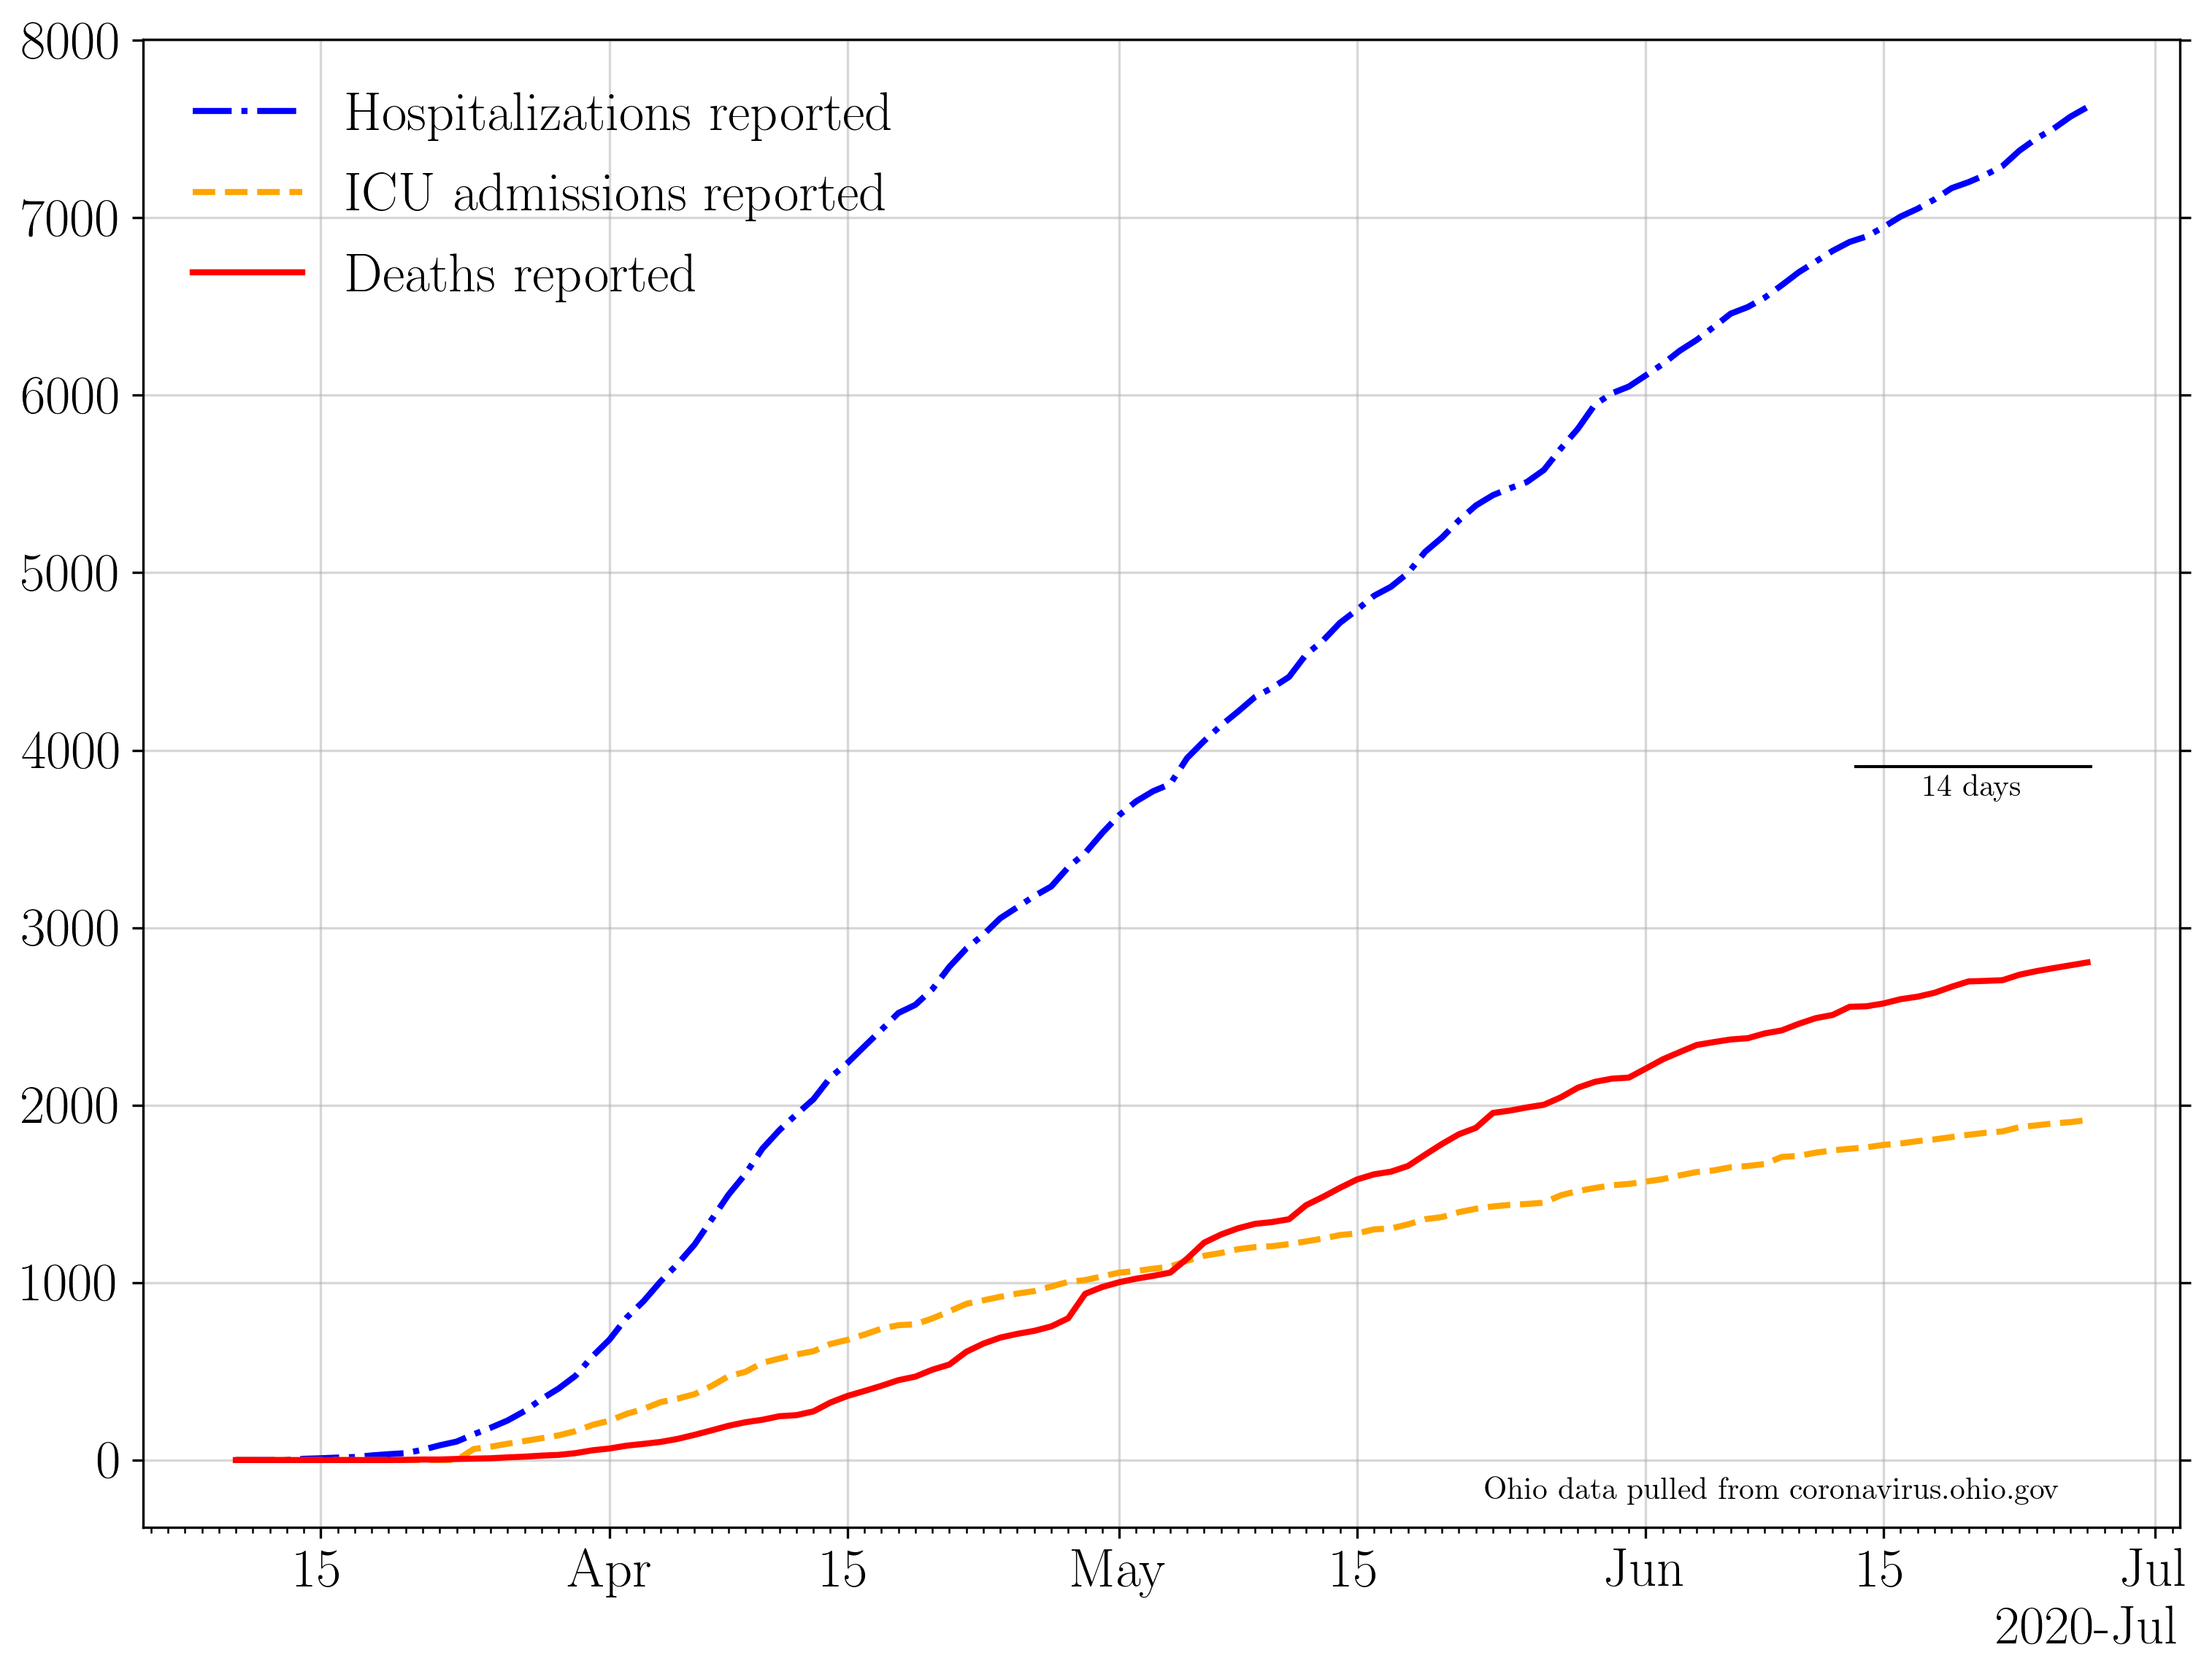 8000
7000
6000
5000
4000
3000
2000
1000
0
Hospitalizations reported
ICU admissions reported
Deaths reported
14 days
Ohio data pulled from coronavirus.ohio.gov
15 Apr 15 May 15 Jun 15 Jul
2020-Jul